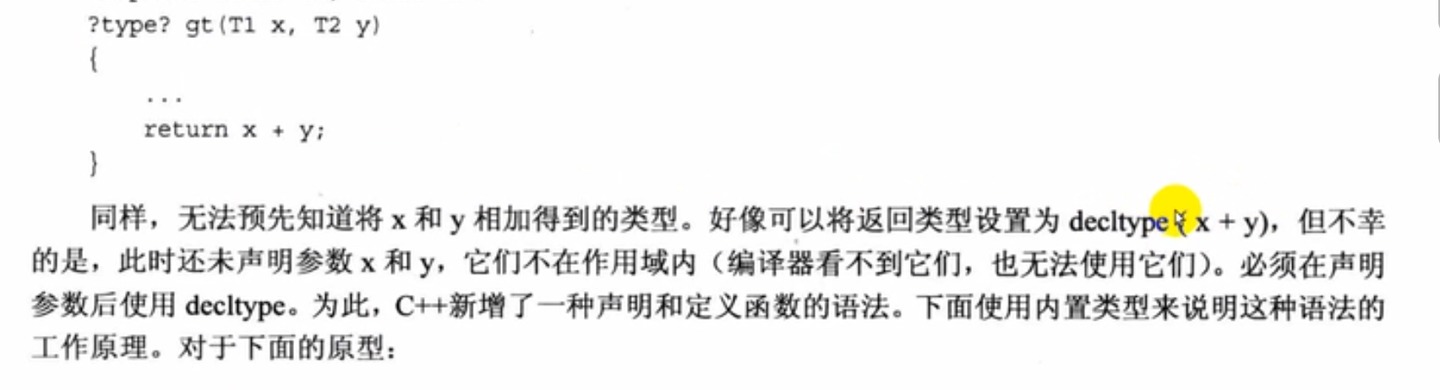 ?type? gt(T1 x, T2 y)
{
...
return x + y;
}
同样，无法预先知道将 x 和 y 相加得到的类型。好像可以将返回类型设置为 decltype ( x + y)，但不幸
的是，此时还未声明参数 x 和 y，它们不在作用域内（编译器看不到它们，也无法使用它们）。必须在声明
参数后使用 decltype。为此，C++新增了一种声明和定义函数的语法。下面使用内置类型来说明这种语法的
工作原理。对于下面的原型：